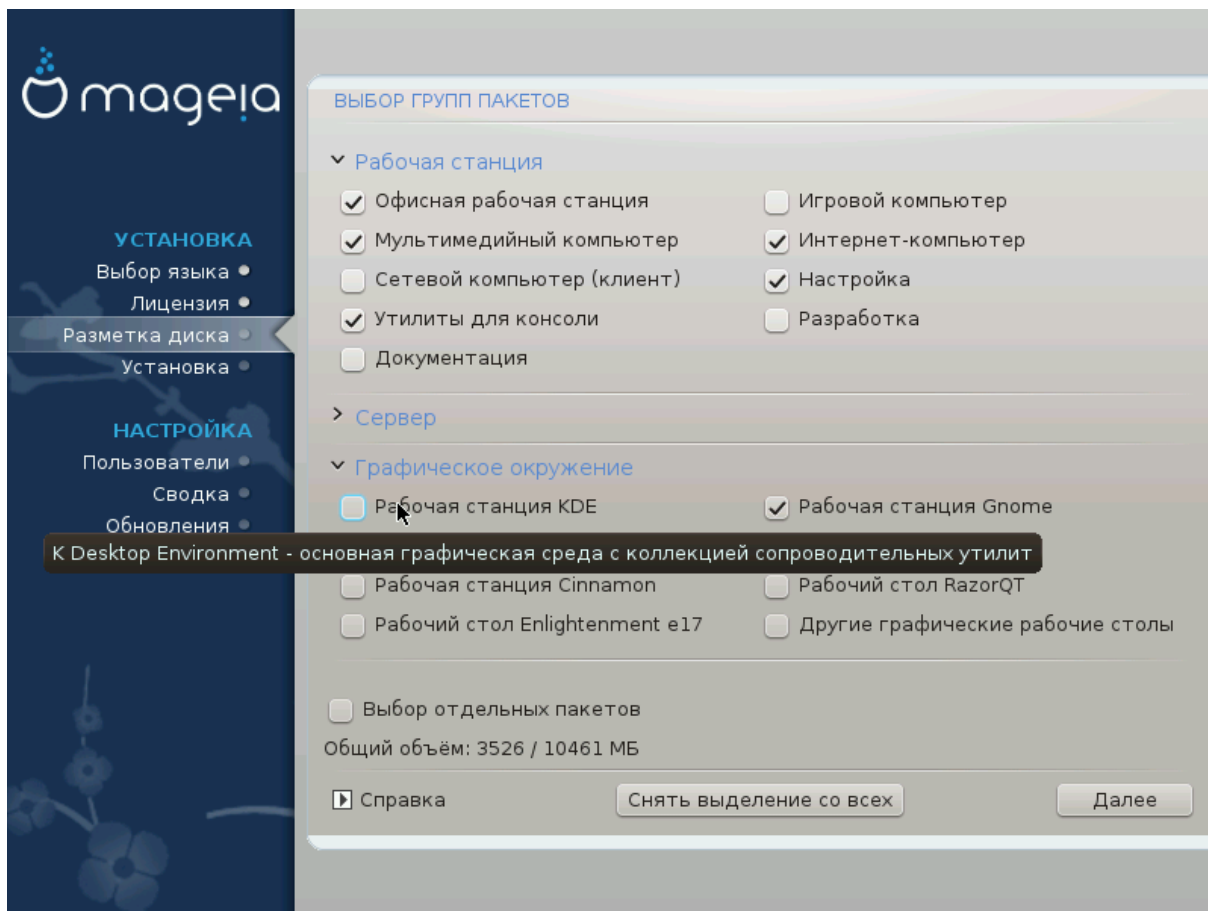 mageia
УСТАНОВКА
Выбор языка
Лицензия
Разметка диска
Установка
НАСТРОЙКА
Пользователи
Сводка
Обновления
ВЫБОР ГРУПП ПАКЕТОВ
Рабочая станция
Офисная рабочая станция
Игровой компьютер
Мультимедийный компьютер
Интернет-компьютер
Сетевой компьютер (клиент)
Настройка
Утилиты для консоли
Разработка
Документация
Сервер
Графическое окружение
Рабочая станция KDE
Рабочая станция Gnome
K Desktop Environment - основная графическая среда с коллекцией сопроводительных утилит
Рабочая станция Cinnamon
Рабочий стол RazorQT
Рабочий стол Enlightenment e17
Другие графические рабочие столы
Выбор отдельных пакетов
Общий объём: 3526 / 10461 МБ
Справка
Снять выделение со всех
Далее